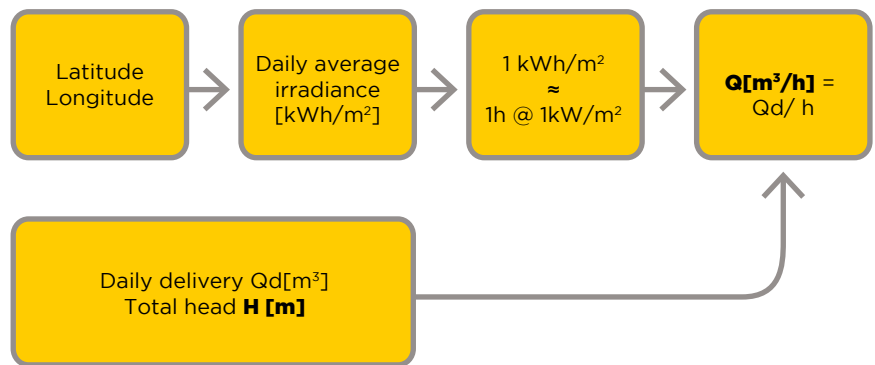 Latitude
Longitude
Daily average
irradiance
[kWh/m²]
1 kWh/m²
≈
1h @ 1kW/m²
Q[m³/h] =
Qd/ h
Daily delivery Qd[m³]
Total head H [m]